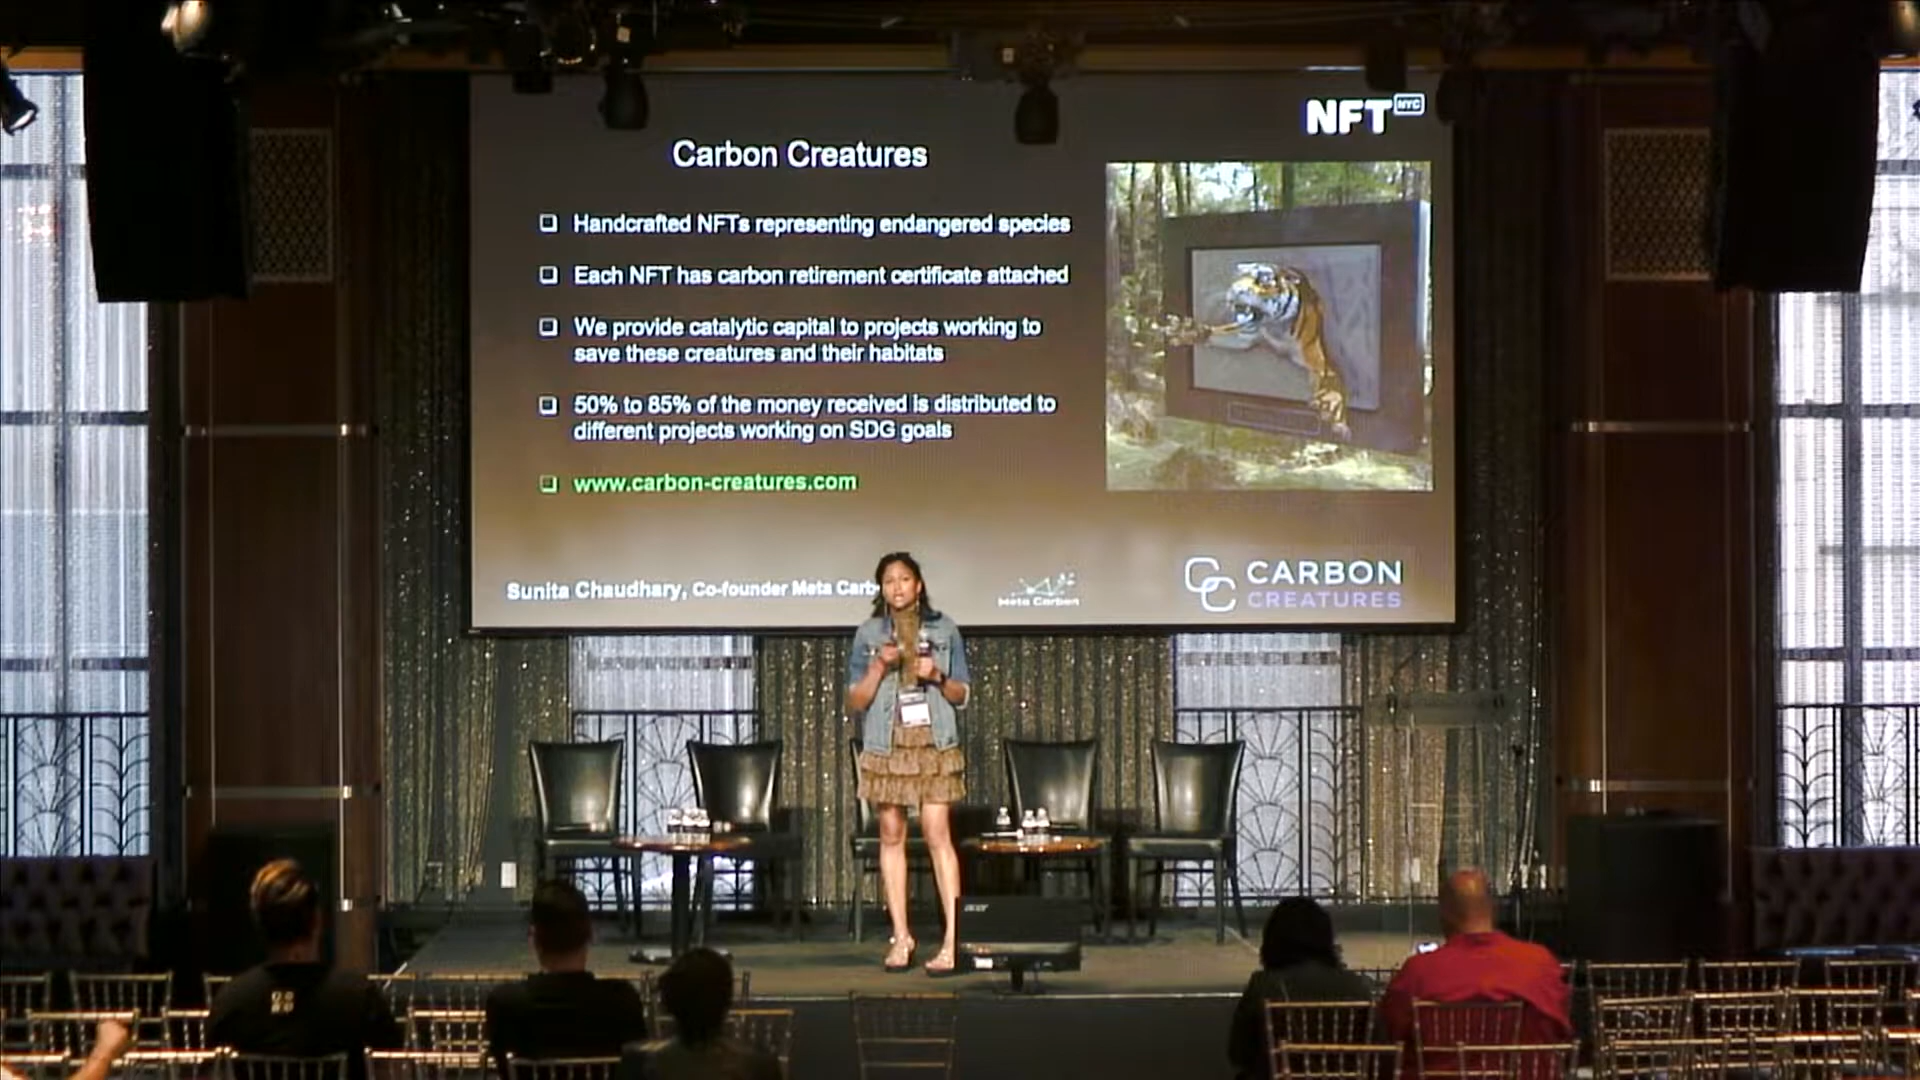 NFT NYC
Carbon Creatures
Handcrafted NFTs representing endangered species
Each NFT has carbon retirement certificate attached
We provide catalytic capital to projects working to
save these creatures and their habitats
50% to 85% of the money received is distributed to
different projects working on SDG goals
www.carbon-creatures.com
Sunita Chaudhary, Co-founder Meta Carb
Meta Carbon
CARBON
CREATURES
acer